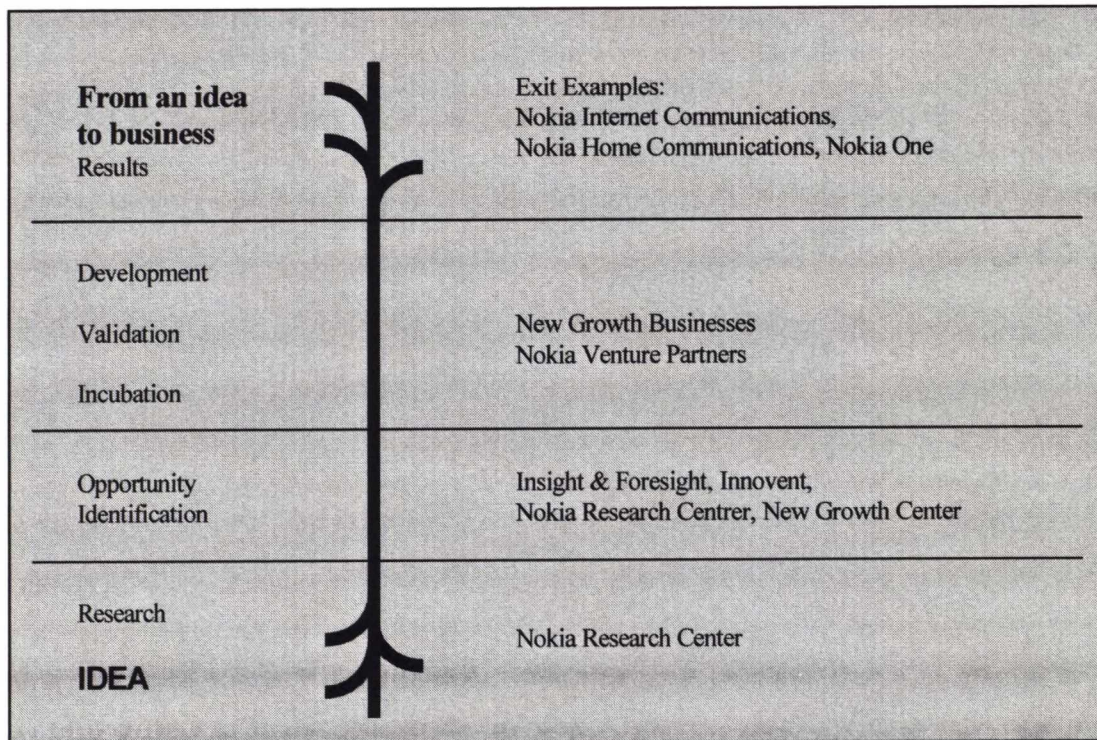 From an idea
to business
Results
Exit Examples:
Nokia Internet Communications,
Nokia Home Communications, Nokia One
Development
Validation
Incubation
New Growth Businesses
Nokia Venture Partners
Opportunity
Identification
Insight & Foresight, Innovent,
Nokia Research Centrer, New Growth Center
Research
IDEA
Nokia Research Center